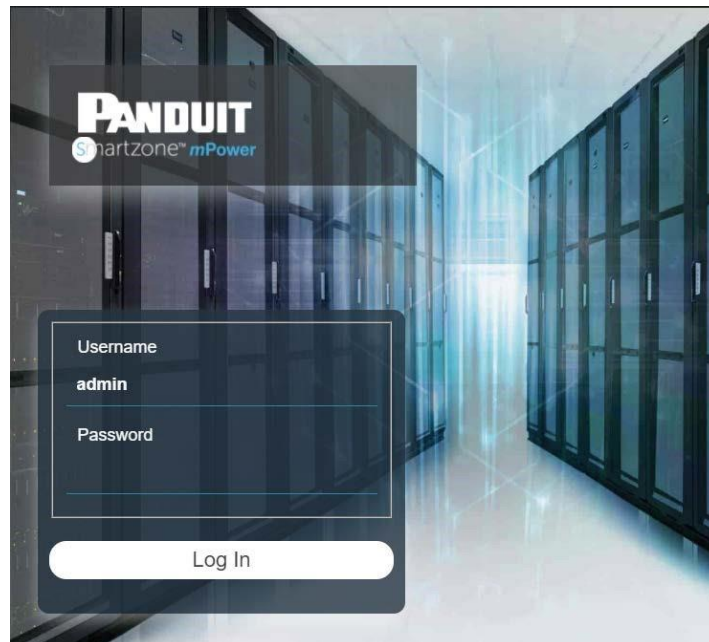 PANDUIT
Smartzone™ mPower
Username
admin
Password
Log In